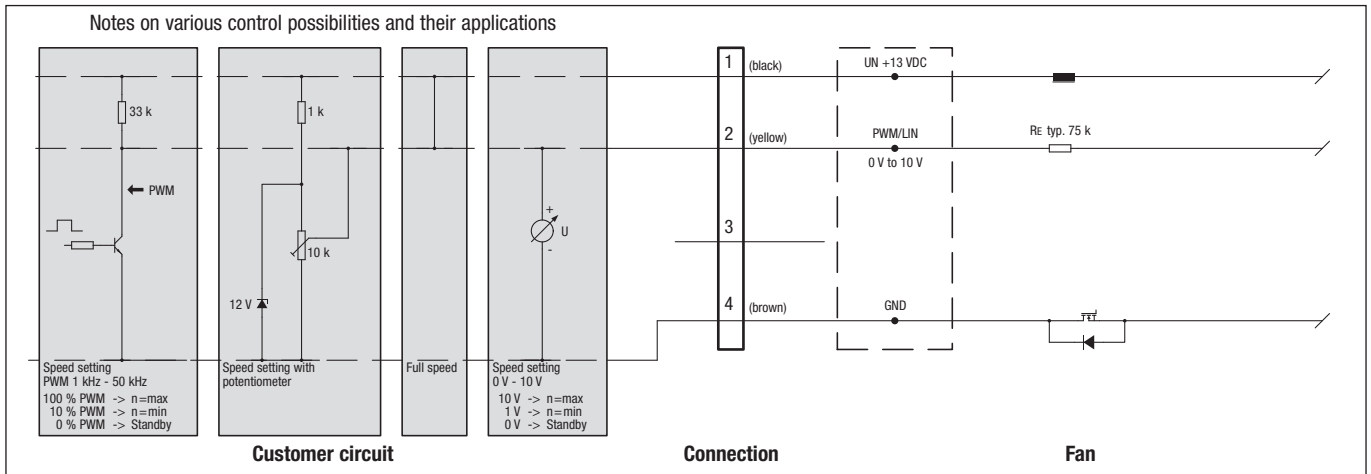 Notes on various control possibilities and their applications
33 k
PWM
Speed setting
PWM 1 kHz - 50 kHz
100 % PWM -> n=max
10 % PWM -> n=min
0 % PWM -> Standby
1 k
10 k
12 V
Speed setting with
potentiometer
Full speed
+
U
-
Speed setting
0 V - 10 V
10 V -> n=max
1 V -> n=min
0 V -> Standby
1 (black)
2 (yellow)
3
4 (brown)
UN +13 VDC
PWM/LIN
0 V to 10 V
GND
RE typ. 75 k
Customer circuit
Connection
Fan